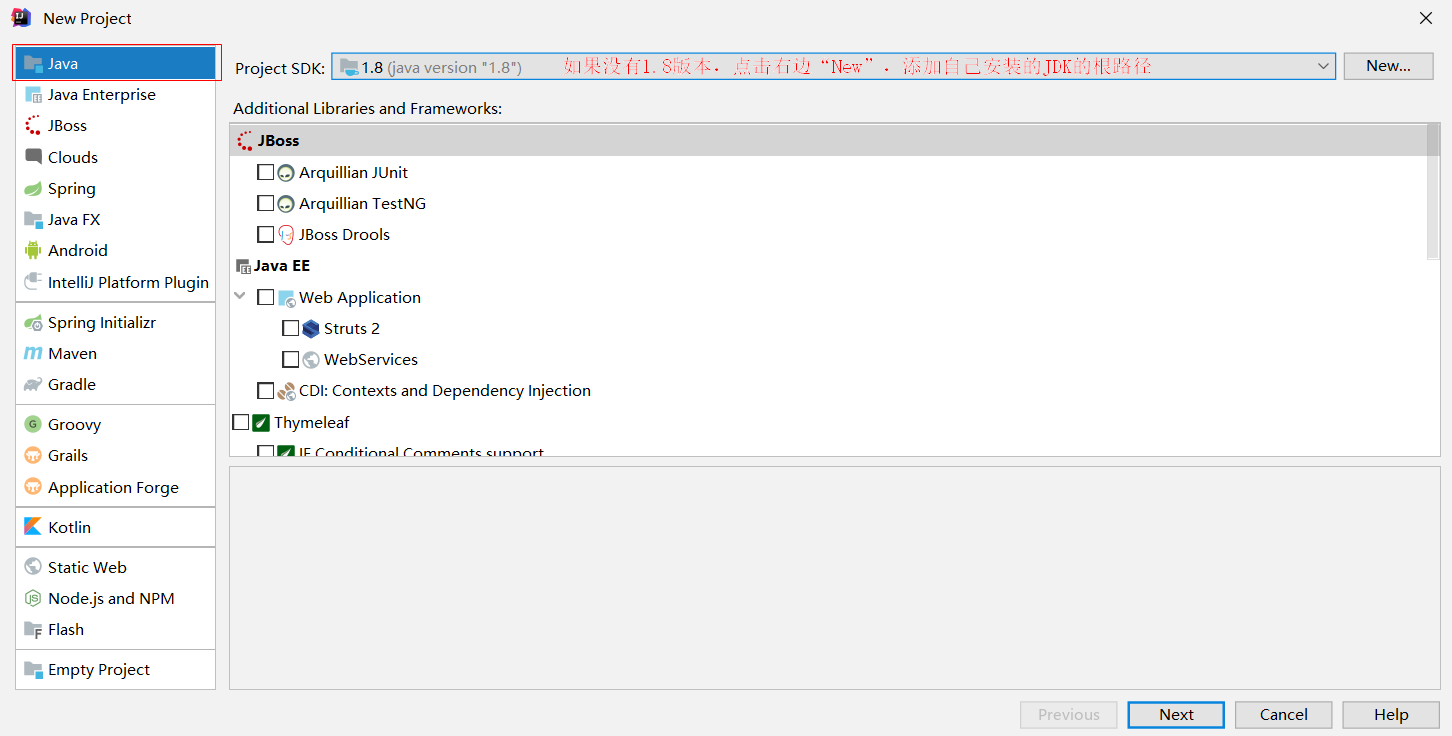 New Project
Java
Java Enterprise
JBoss
Clouds
Spring
Java FX
Android
IntelliJ Platform Plugin
Spring Initializr
Maven
Gradle
Groovy
Grails
Application Forge
Kotlin
Static Web
Node.js and NPM
Flash
Empty Project
Project SDK: 1.8 (java version "1.8") 如果没有1.8版本，点击右边“New”，添加自己安装的JDK的根路径 New...
Additional Libraries and Frameworks:
JBoss
Arquillian JUnit
Arquillian TestNG
JBoss Drools
Java EE
Web Application
Struts 2
WebServices
CDI: Contexts and Dependency Injection
Thymeleaf
IE Conditional Comments support
Previous Next Cancel Help